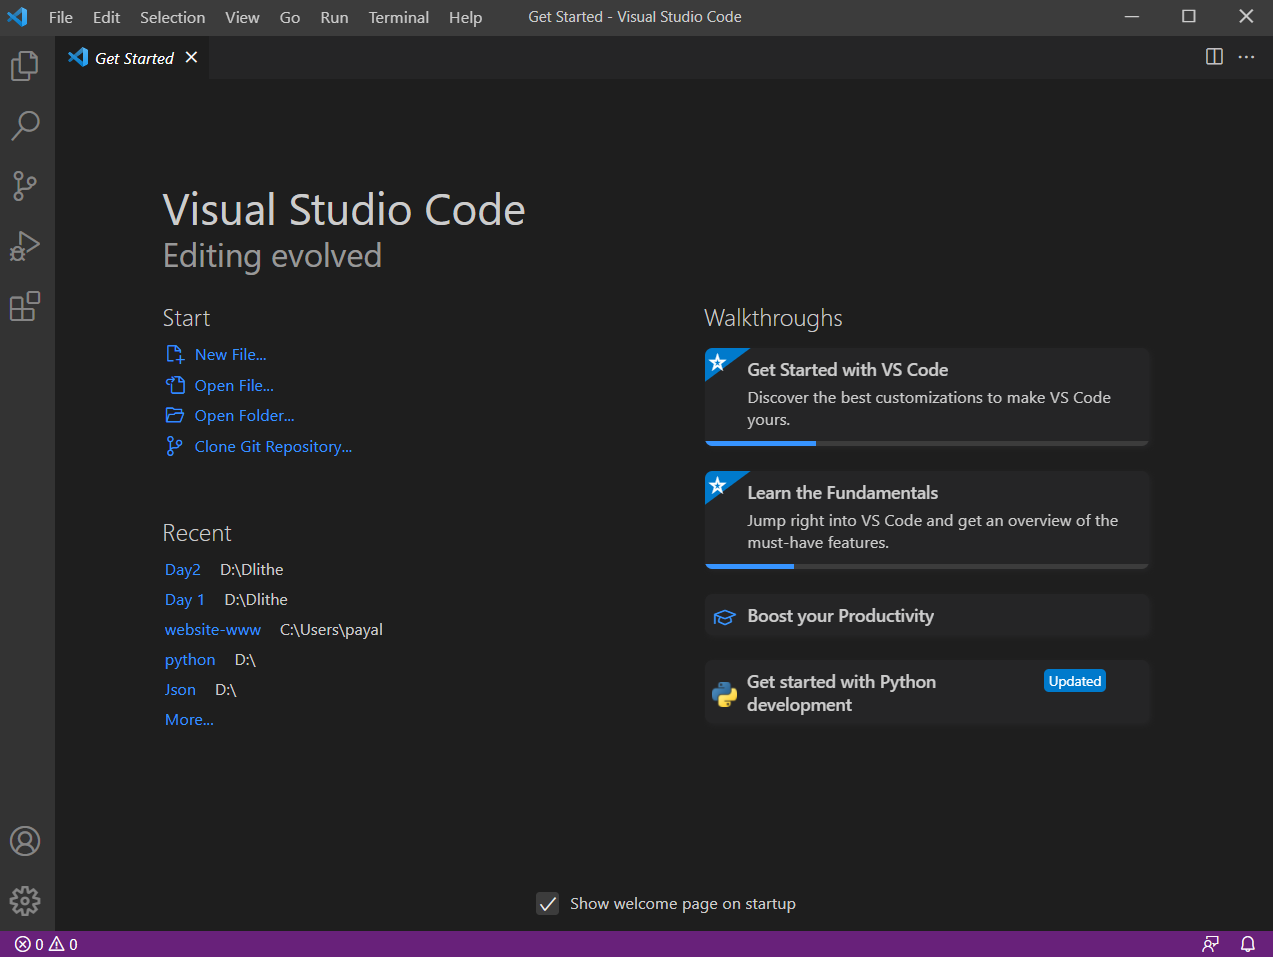 File Edit Selection View Go Run Terminal Help Get Started - Visual Studio Code
Get Started
Visual Studio Code
Editing evolved
Start
New File...
Open File...
Open Folder...
Clone Git Repository...
Recent
Day2 D:\Dlithe
Day 1 D:\Dlithe
website-www C:\Users\payal
python D:\
Json D:\
More...
Walkthroughs
Get Started with VS Code
Discover the best customizations to make VS Code
yours.
Learn the Fundamentals
Jump right into VS Code and get an overview of the
must-have features.
Boost your Productivity
Get started with Python Updated
development
Show welcome page on startup
0 0